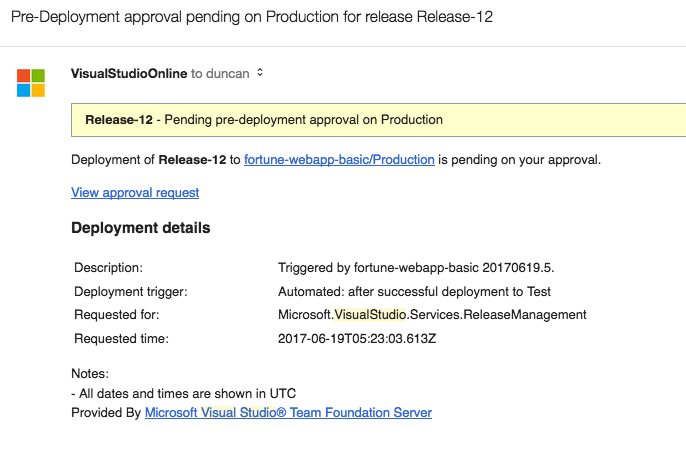 Pre-Deployment approval pending on Production for release Release-12
VisualStudioOnline to duncan
Release-12 - Pending pre-deployment approval on Production
Deployment of Release-12 to fortune-webapp-basic/Production is pending on your approval.
View approval request
Deployment details
Description: Triggered by fortune-webapp-basic 20170619.5.
Deployment trigger: Automated: after successful deployment to Test
Requested for: Microsoft.VisualStudio.Services.ReleaseManagement
Requested time: 2017-06-19T05:23:03.613Z
Notes:
- All dates and times are shown in UTC
Provided By Microsoft Visual Studio® Team Foundation Server